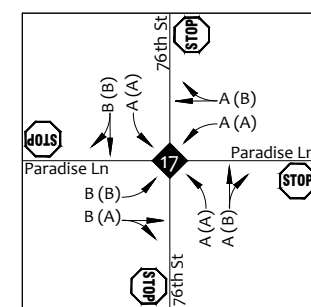 76th St
STOP
B (B)
A (A)
A (B)
A (A)
STOP
17
Paradise Ln
Paradise Ln
STOP
B (B)
B (A)
A (A)
A (B)
STOP
76th St